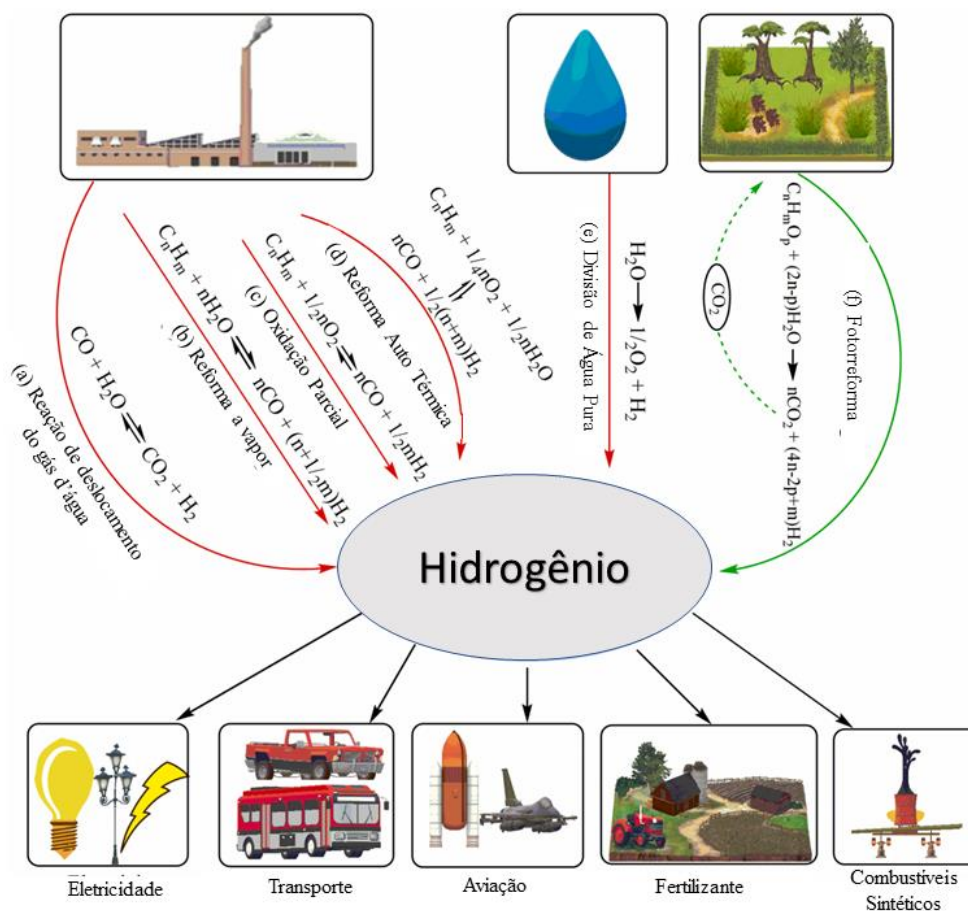 CO + H₂O ⇌ CO₂ + H₂
(a) Reação de deslocamento
do gás d'água
CₙHₘ + nH₂O ⇌ nCO + (n+1/2m)H₂
(b) Reforma a vapor
CₙHₘ + 1/2nO₂ ⇌ nCO + 1/2mH₂
(c) Oxidação Parcial
(d) Reforma Auto Térmica
CₙHₘ + 1/4nO₂ + 1/2nH₂O
⇌
nCO + 1/2(n+m)H₂
(e) Divisão de Água Pura
H₂O → 1/2O₂ + H₂
CO₂
CₙHₘOₚ + (2n-p)H₂O → nCO₂ + (4n-2p+m)H₂
(f) Fotorreforma
Hidrogênio
Eletricidade
Transporte
Aviação
Fertilizante
Combustíveis
Sintéticos